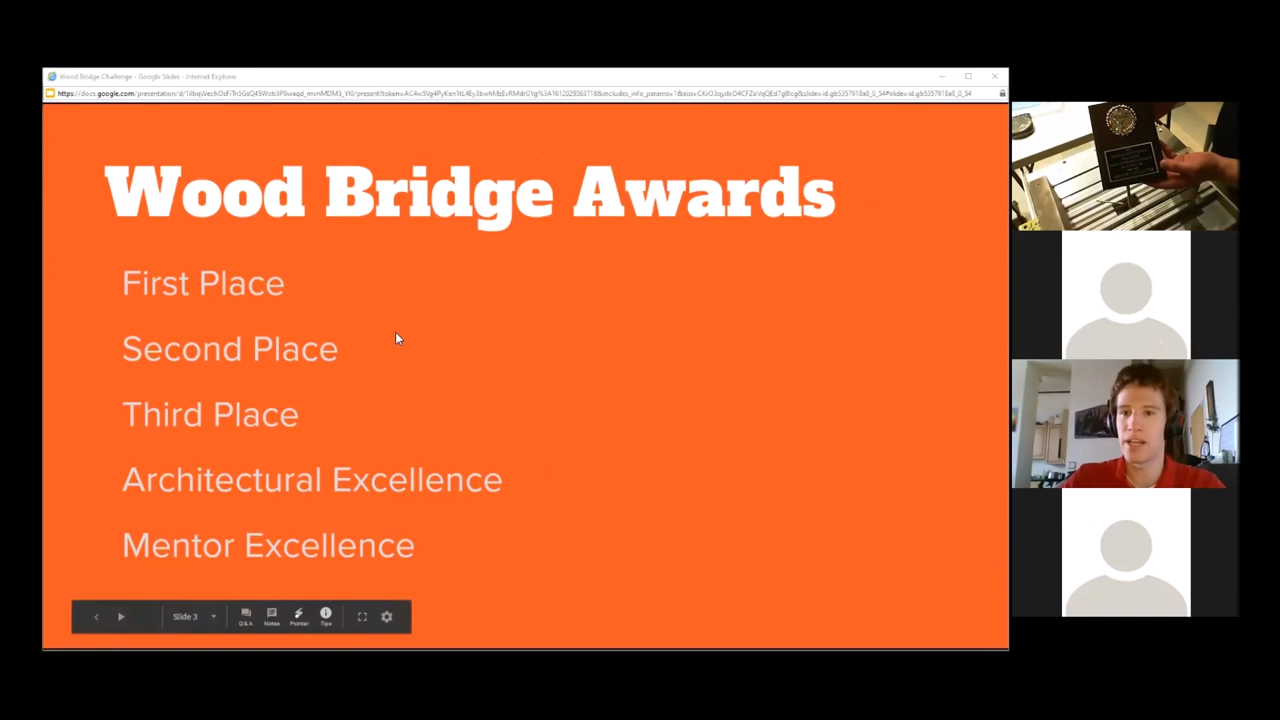 Wood Bridge Challenge - Google Slides - Internet Explorer
Wood Bridge Awards
First Place
Second Place
Third Place
Architectural Excellence
Mentor Excellence
Slide 3
Q&A
Notes
Pointer
Tips